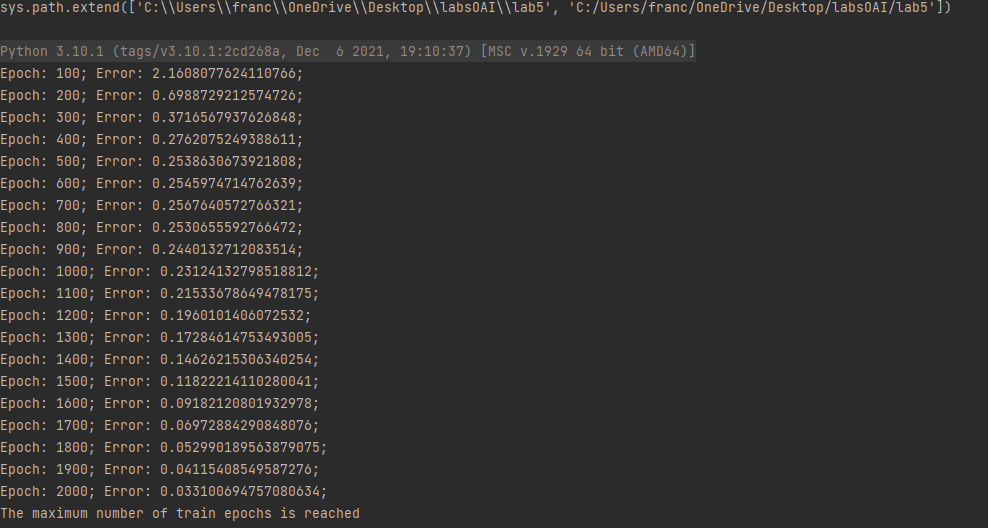 sys.path.extend(['C:\\Users\\franc\\OneDrive\\Desktop\\labsOAI\\lab5', 'C:/Users/franc/OneDrive/Desktop/labsOAI/lab5'])
Python 3.10.1 (tags/v3.10.1:2cd268a, Dec  6 2021, 19:10:37) [MSC v.1929 64 bit (AMD64)]
Epoch: 100; Error: 2.1608077624110766;
Epoch: 200; Error: 0.6988729212574726;
Epoch: 300; Error: 0.3716567937626848;
Epoch: 400; Error: 0.2762075249388611;
Epoch: 500; Error: 0.2538630673921808;
Epoch: 600; Error: 0.2545974714762639;
Epoch: 700; Error: 0.2567640572766321;
Epoch: 800; Error: 0.2530655592766472;
Epoch: 900; Error: 0.2440132712083514;
Epoch: 1000; Error: 0.23124132798518812;
Epoch: 1100; Error: 0.21533678649478175;
Epoch: 1200; Error: 0.1960101406072532;
Epoch: 1300; Error: 0.17284614753493005;
Epoch: 1400; Error: 0.14626215306340254;
Epoch: 1500; Error: 0.11822214110280041;
Epoch: 1600; Error: 0.09182120801932978;
Epoch: 1700; Error: 0.06972884290848076;
Epoch: 1800; Error: 0.052990189563879075;
Epoch: 1900; Error: 0.04115408549587276;
Epoch: 2000; Error: 0.033100694757080634;
The maximum number of train epochs is reached